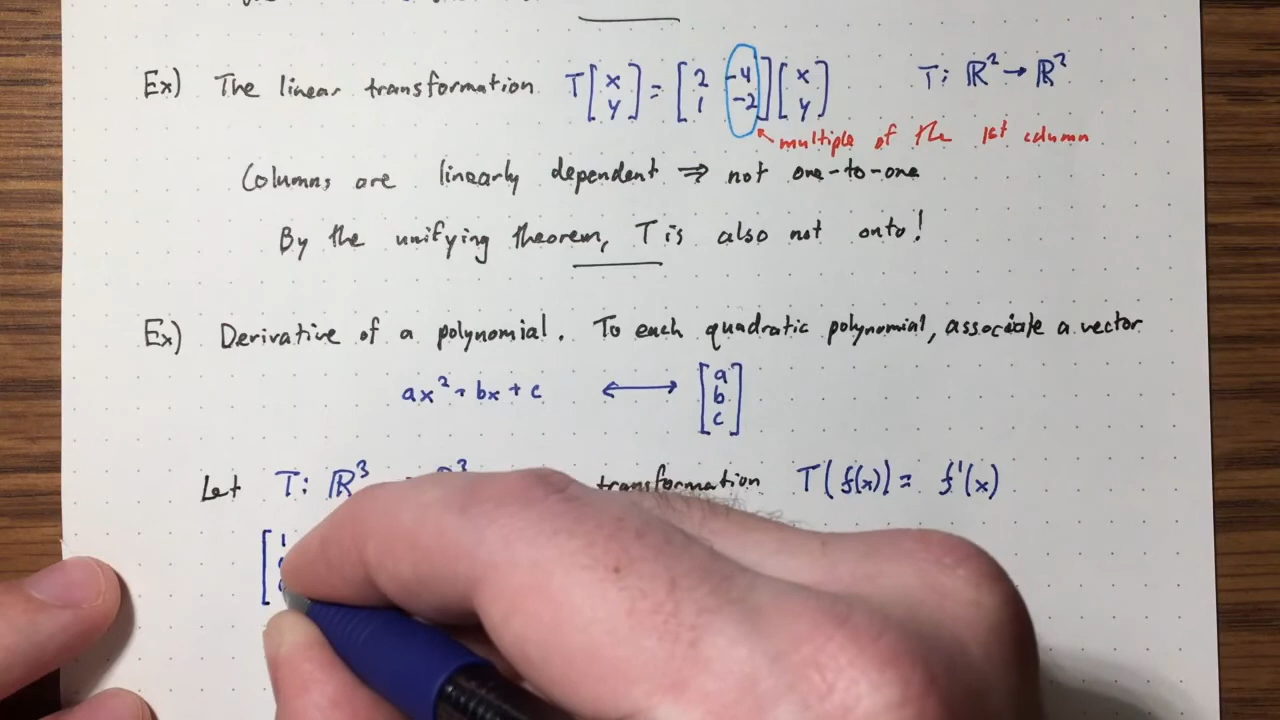 Ex) The linear transformation T[x y] = [2 -4 1 -2][x y] T: ℝ² → ℝ²
multiple of the 1st column
Columns are linearly dependent ⇒ not one-to-one
By the unifying theorem, T is also not onto!
Ex) Derivative of a polynomial. To each quadratic polynomial, associate a vector
ax² + bx + c ⟷ [a b c]
Let T: ℝ³ ℝ³ transformation T(f(x)) = f'(x)
[1